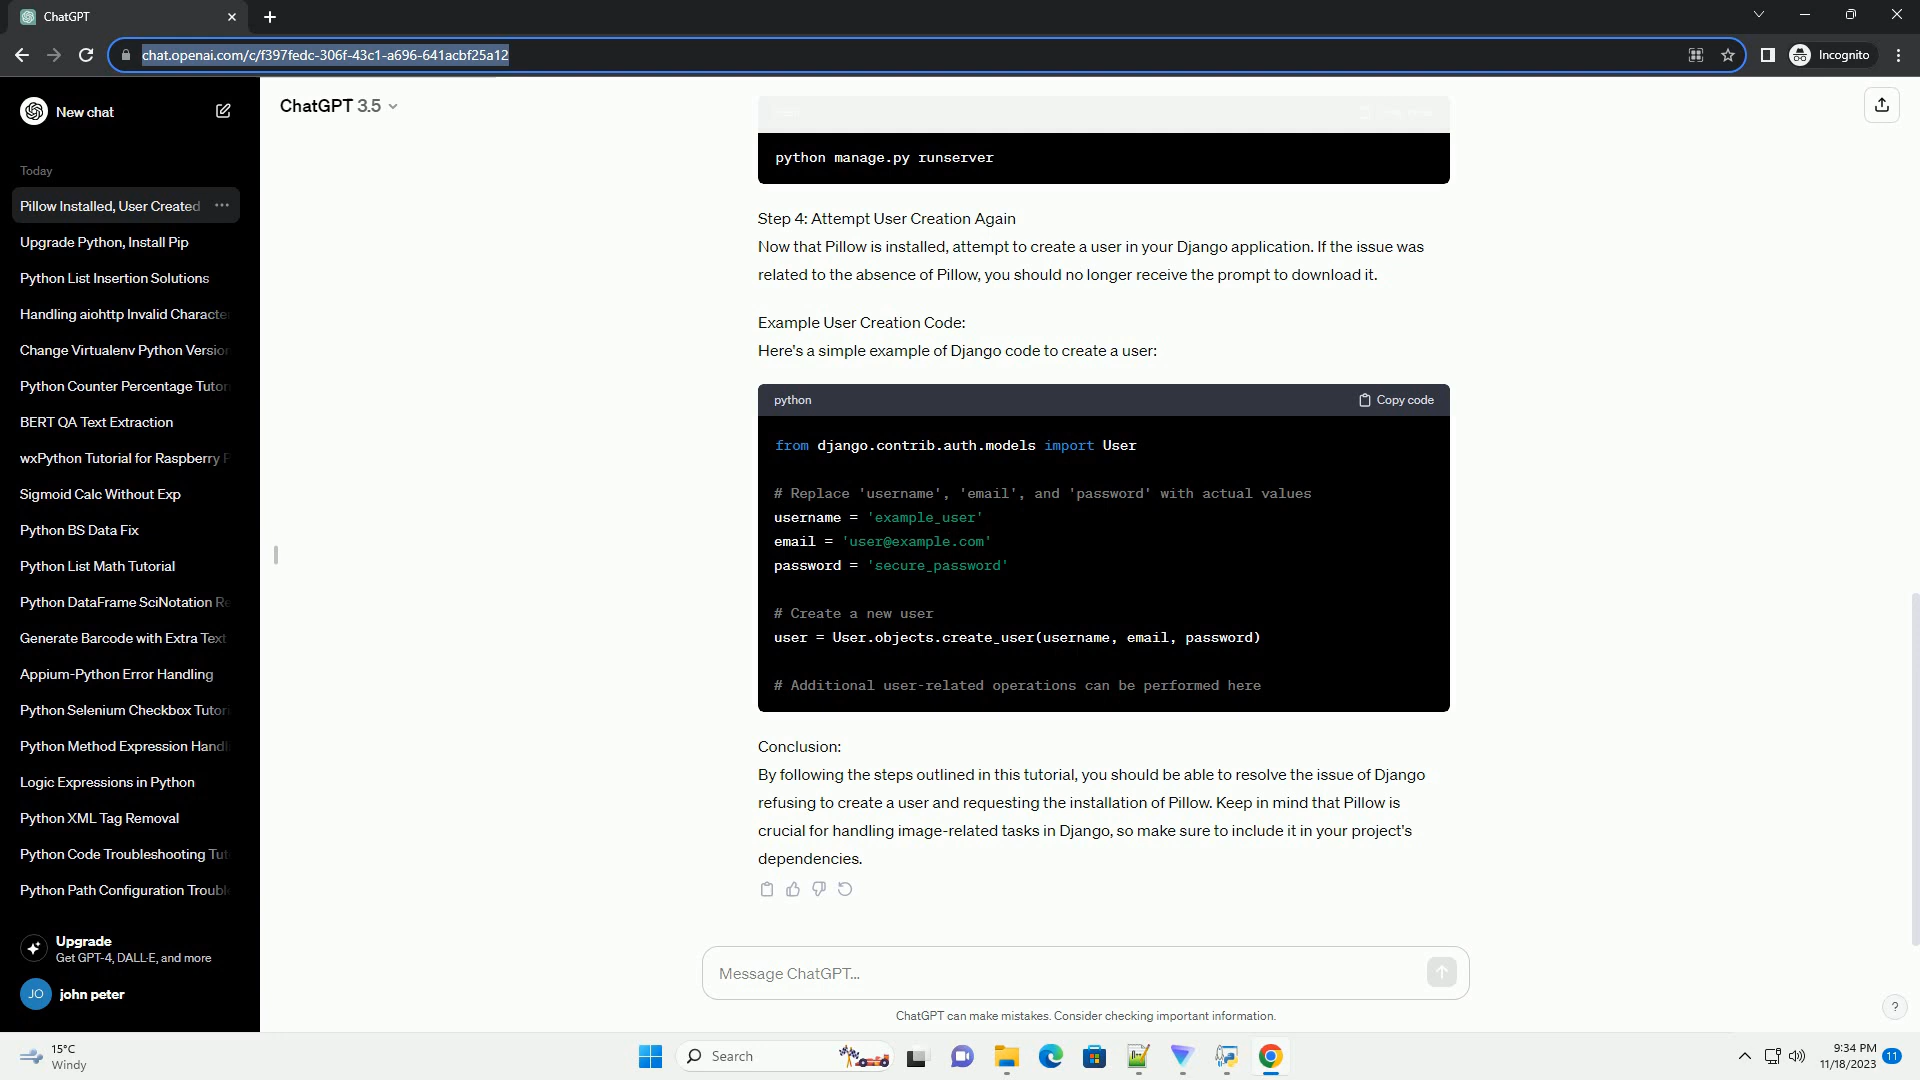 ChatGPT
chat.openai.com/c/f397fedc-306f-43c1-a696-641acbf25a12
Incognito
New chat
ChatGPT 3.5
Today
Pillow Installed, User Created
Upgrade Python, Install Pip
Python List Insertion Solutions
Handling aiohttp Invalid Character
Change Virtualenv Python Version
Python Counter Percentage Tutor
BERT QA Text Extraction
wxPython Tutorial for Raspberry P
Sigmoid Calc Without Exp
Python BS Data Fix
Python List Math Tutorial
Python DataFrame SciNotation Re
Generate Barcode with Extra Text
Appium-Python Error Handling
Python Selenium Checkbox Tutori
Python Method Expression Handl
Logic Expressions in Python
Python XML Tag Removal
Python Code Troubleshooting Tut
Python Path Configuration Troubl
Upgrade
Get GPT-4, DALL·E, and more
JO
john peter
python manage.py runserver
Step 4: Attempt User Creation Again
Now that Pillow is installed, attempt to create a user in your Django application. If the issue was
related to the absence of Pillow, you should no longer receive the prompt to download it.
Example User Creation Code:
Here's a simple example of Django code to create a user:
python
Copy code
from django.contrib.auth.models import User
# Replace 'username', 'email', and 'password' with actual values
username = 'example_user'
email = 'user@example.com'
password = 'secure_password'
# Create a new user
user = User.objects.create_user(username, email, password)
# Additional user-related operations can be performed here
Conclusion:
By following the steps outlined in this tutorial, you should be able to resolve the issue of Django
refusing to create a user and requesting the installation of Pillow. Keep in mind that Pillow is
crucial for handling image-related tasks in Django, so make sure to include it in your project's
dependencies.
Message ChatGPT...
ChatGPT can make mistakes. Consider checking important information.
?
15°C
Windy
Search
9:34 PM
11/18/2023
11